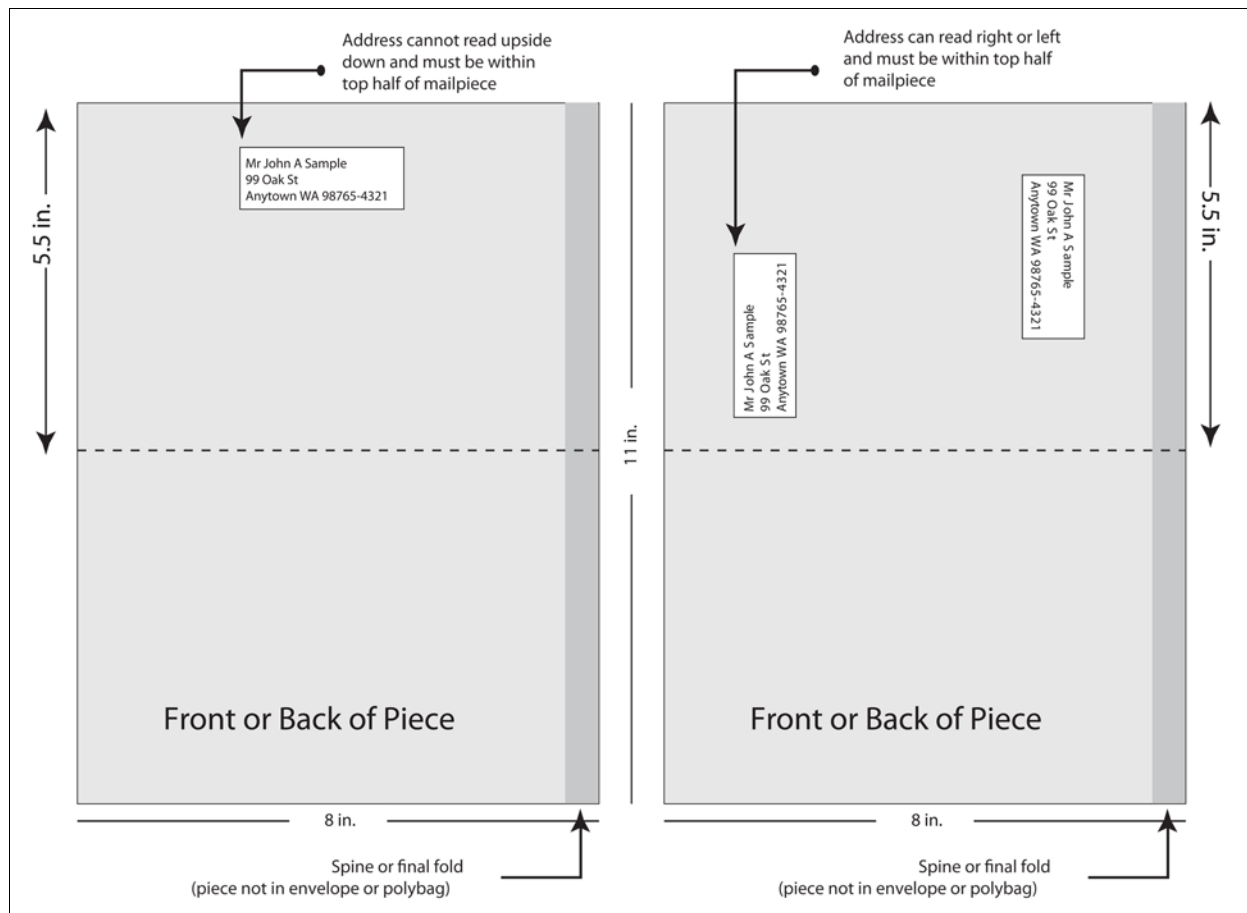 Address cannot read upside
down and must be within
top half of mailpiece
Address can read right or left
and must be within top half
of mailpiece
5.5 in.
Mr John A Sample
99 Oak St
Anytown WA 98765-4321
11 in.
Mr John A Sample
99 Oak St
Anytown WA 98765-4321
Mr John A Sample
99 Oak St
Anytown WA 98765-4321
5.5 in.
Front or Back of Piece
Front or Back of Piece
8 in.
8 in.
Spine or final fold
(piece not in envelope or polybag)
Spine or final fold
(piece not in envelope or polybag)